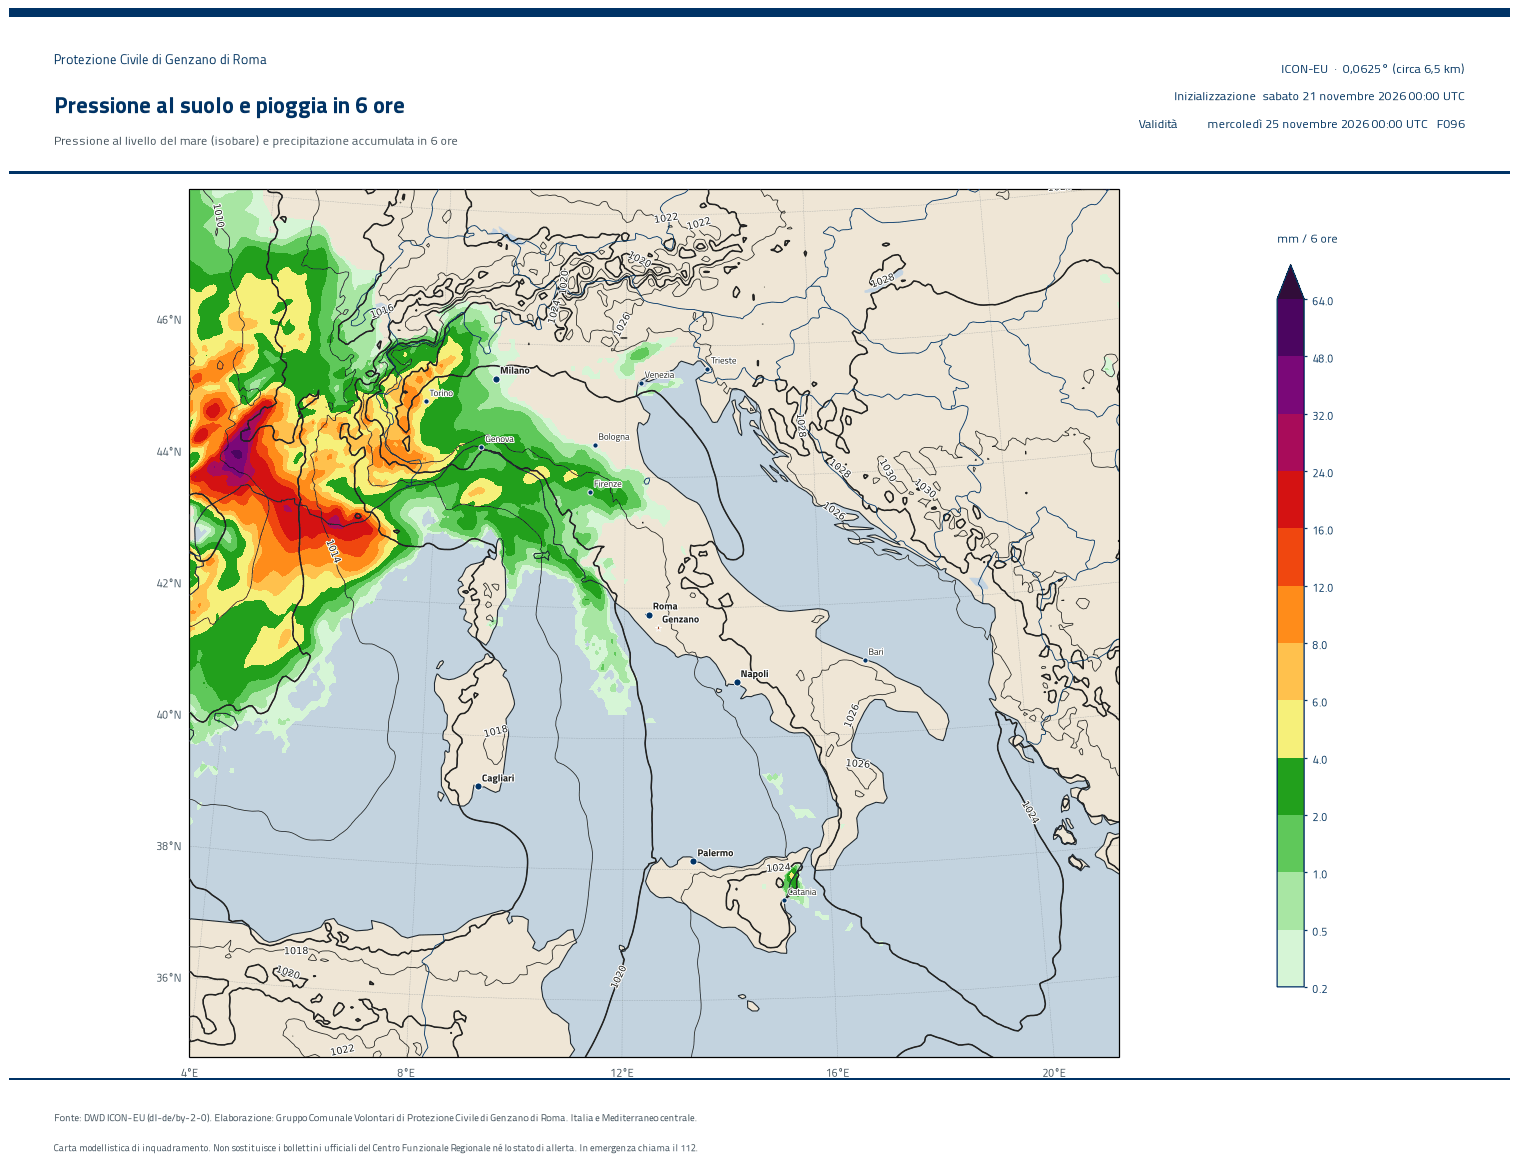 Protezione Civile di Genzano di Roma
Pressione al suolo e pioggia in 6 ore
Pressione al livello del mare (isobare) e precipitazione accumulata in 6 ore
ICON-EU · 0,0625° (circa 6,5 km)
Inizializzazione sabato 21 novembre 2026 00:00 UTC
Validità mercoledì 25 novembre 2026 00:00 UTC F096
mm / 6 ore
64.0
48.0
32.0
24.0
16.0
12.0
8.0
6.0
4.0
2.0
1.0
0.5
0.2
46°N
44°N
42°N
40°N
38°N
36°N
4°E
8°E
12°E
16°E
20°E
1010
1022
1022
1020
1020
1028
1016
1024
1026
Trieste
Milano
Venezia
Torino
1028
Genova
Bologna
1028
1030
Firenze
1030
1026
1014
Roma
Genzano
Bari
Napoli
1026
1018
1026
Cagliari
1024
Palermo
1024
Catania
1018
1020
1020
1022
Fonte: DWD ICON-EU (dl-de/by-2-0). Elaborazione: Gruppo Comunale Volontari di Protezione Civile di Genzano di Roma. Italia e Mediterraneo centrale.
Carta modellistica di inquadramento. Non sostituisce i bollettini ufficiali del Centro Funzionale Regionale né lo stato di allerta. In emergenza chiama il 112.